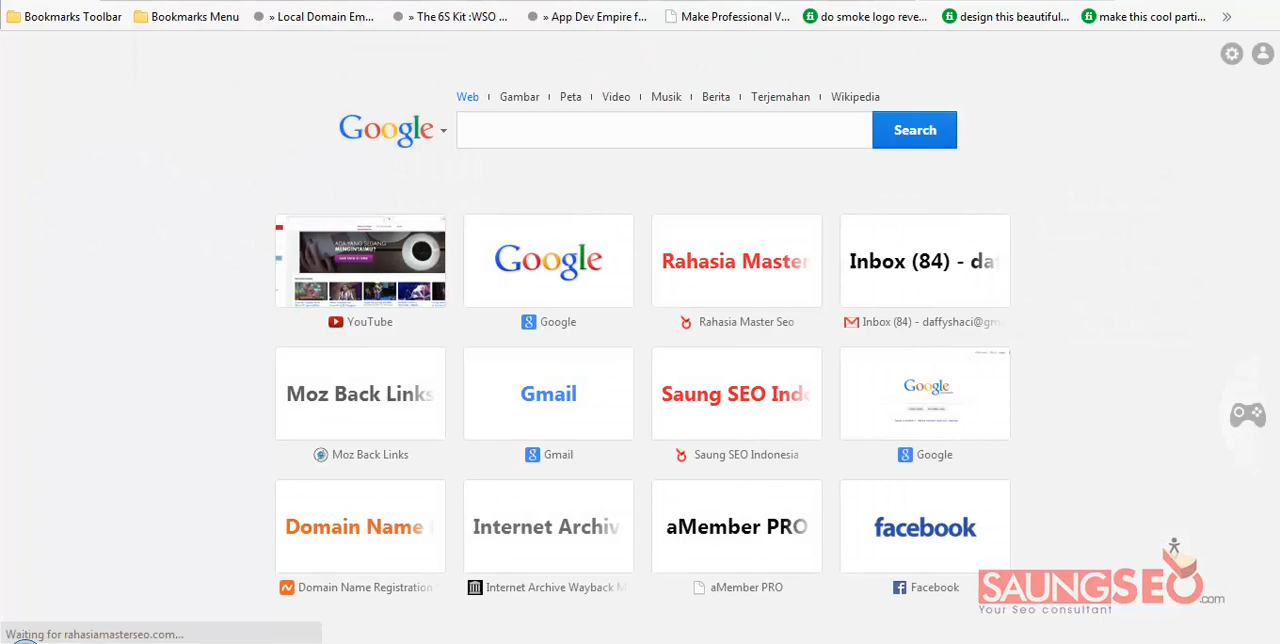 Bookmarks Toolbar Bookmarks Menu » Local Domain Em... » The 6S Kit :WSO ... » App Dev Empire f... Make Professional V... do smoke logo reve... design this beautiful... make this cool parti...
Web Gambar Peta Video Musik Berita Terjemahan Wikipedia
Google Search
Google Rahasia Master Inbox (84) - da
YouTube Google Rahasia Master Seo Inbox (84) - daffyshaci@gm
Moz Back Links Gmail Saung SEO Ind Google
Moz Back Links Gmail Saung SEO Indonesia Google
Domain Name Internet Archiv aMember PRO facebook
Domain Name Registration Internet Archive Wayback M aMember PRO Facebook
SAUNGSEO.com
Your Seo consultant
Waiting for rahasiamasterseo.com...